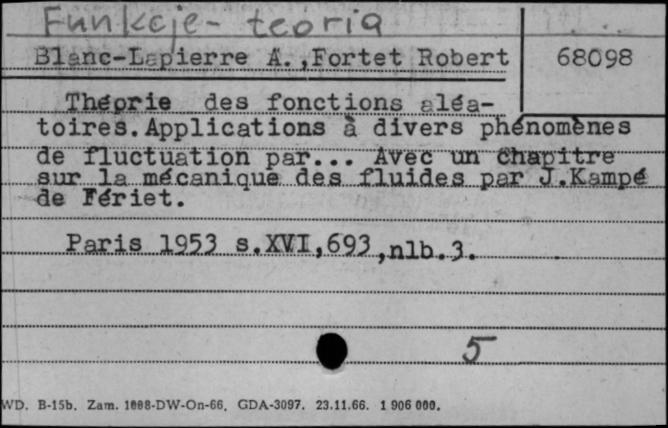 Funkcje- teoria
Blanc-Lapierre A.,Fortet Robert 68098
Théorie des fonctions aléa-
toires.Applications à divers phénomènes
de fluctuation par... Avec un Chapitre
sur la mécanique des fluides par J.Kampé
de Fériet.
Paris 1953 s.XVI,693,nlb.3.
5
WD. B-15b. Zam. 1098-DW-On-66. GDA-3097. 23.11.66. 1 906 000.